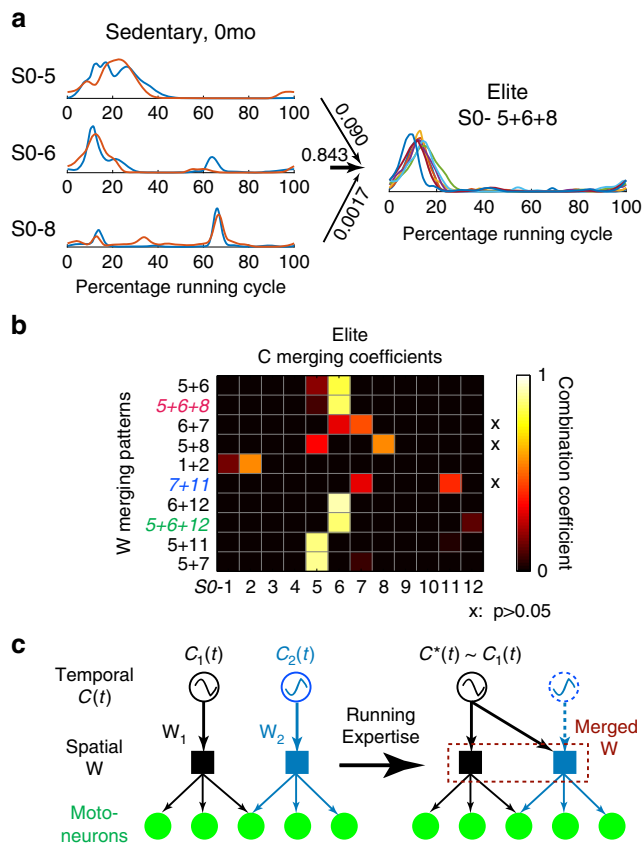 a
Sedentary, 0mo
S0-5
0 20 40 60 80 100
S0-6
0 20 40 60 80 100
S0-8
0 20 40 60 80 100
Percentage running cycle
0.090
0.843
0.0017
Elite
S0- 5+6+8
0 20 40 60 80 100
Percentage running cycle
b
Elite
C merging coefficients
W merging patterns
5+6
5+6+8
6+7 x
5+8 x
1+2
7+11 x
6+12
5+6+12
5+11
5+7
S0-1 2 3 4 5 6 7 8 9 10 11 12
x: p>0.05
1
0
Combination coefficient
c
Temporal
C(t)
Spatial
W
Moto-
neurons
C1(t)
C2(t)
W1
W2
Running
Expertise
C*(t) ~ C1(t)
Merged
W